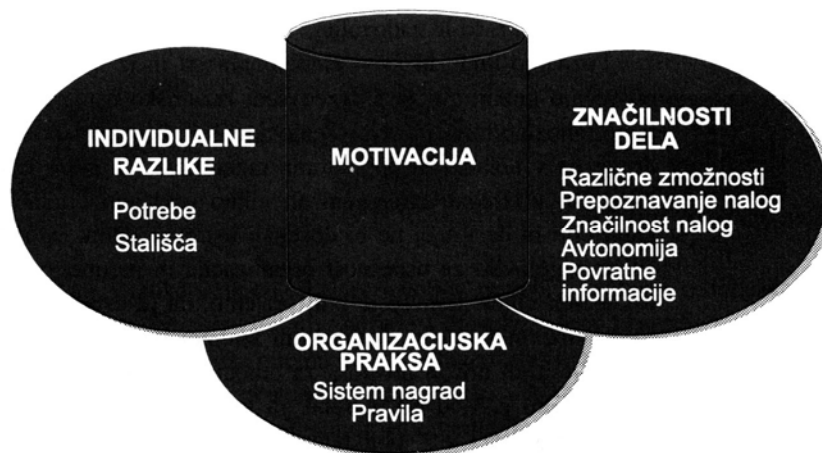 INDIVIDUALNE
RAZLIKE
Potrebe
Stališča
MOTIVACIJA
ZNAČILNOSTI
DELA
Različne zmožnosti
Prepoznavanje nalog
Značilnost nalog
Avtonomija
Povratne
informacije
ORGANIZACIJSKA
PRAKSA
Sistem nagrad
Pravila